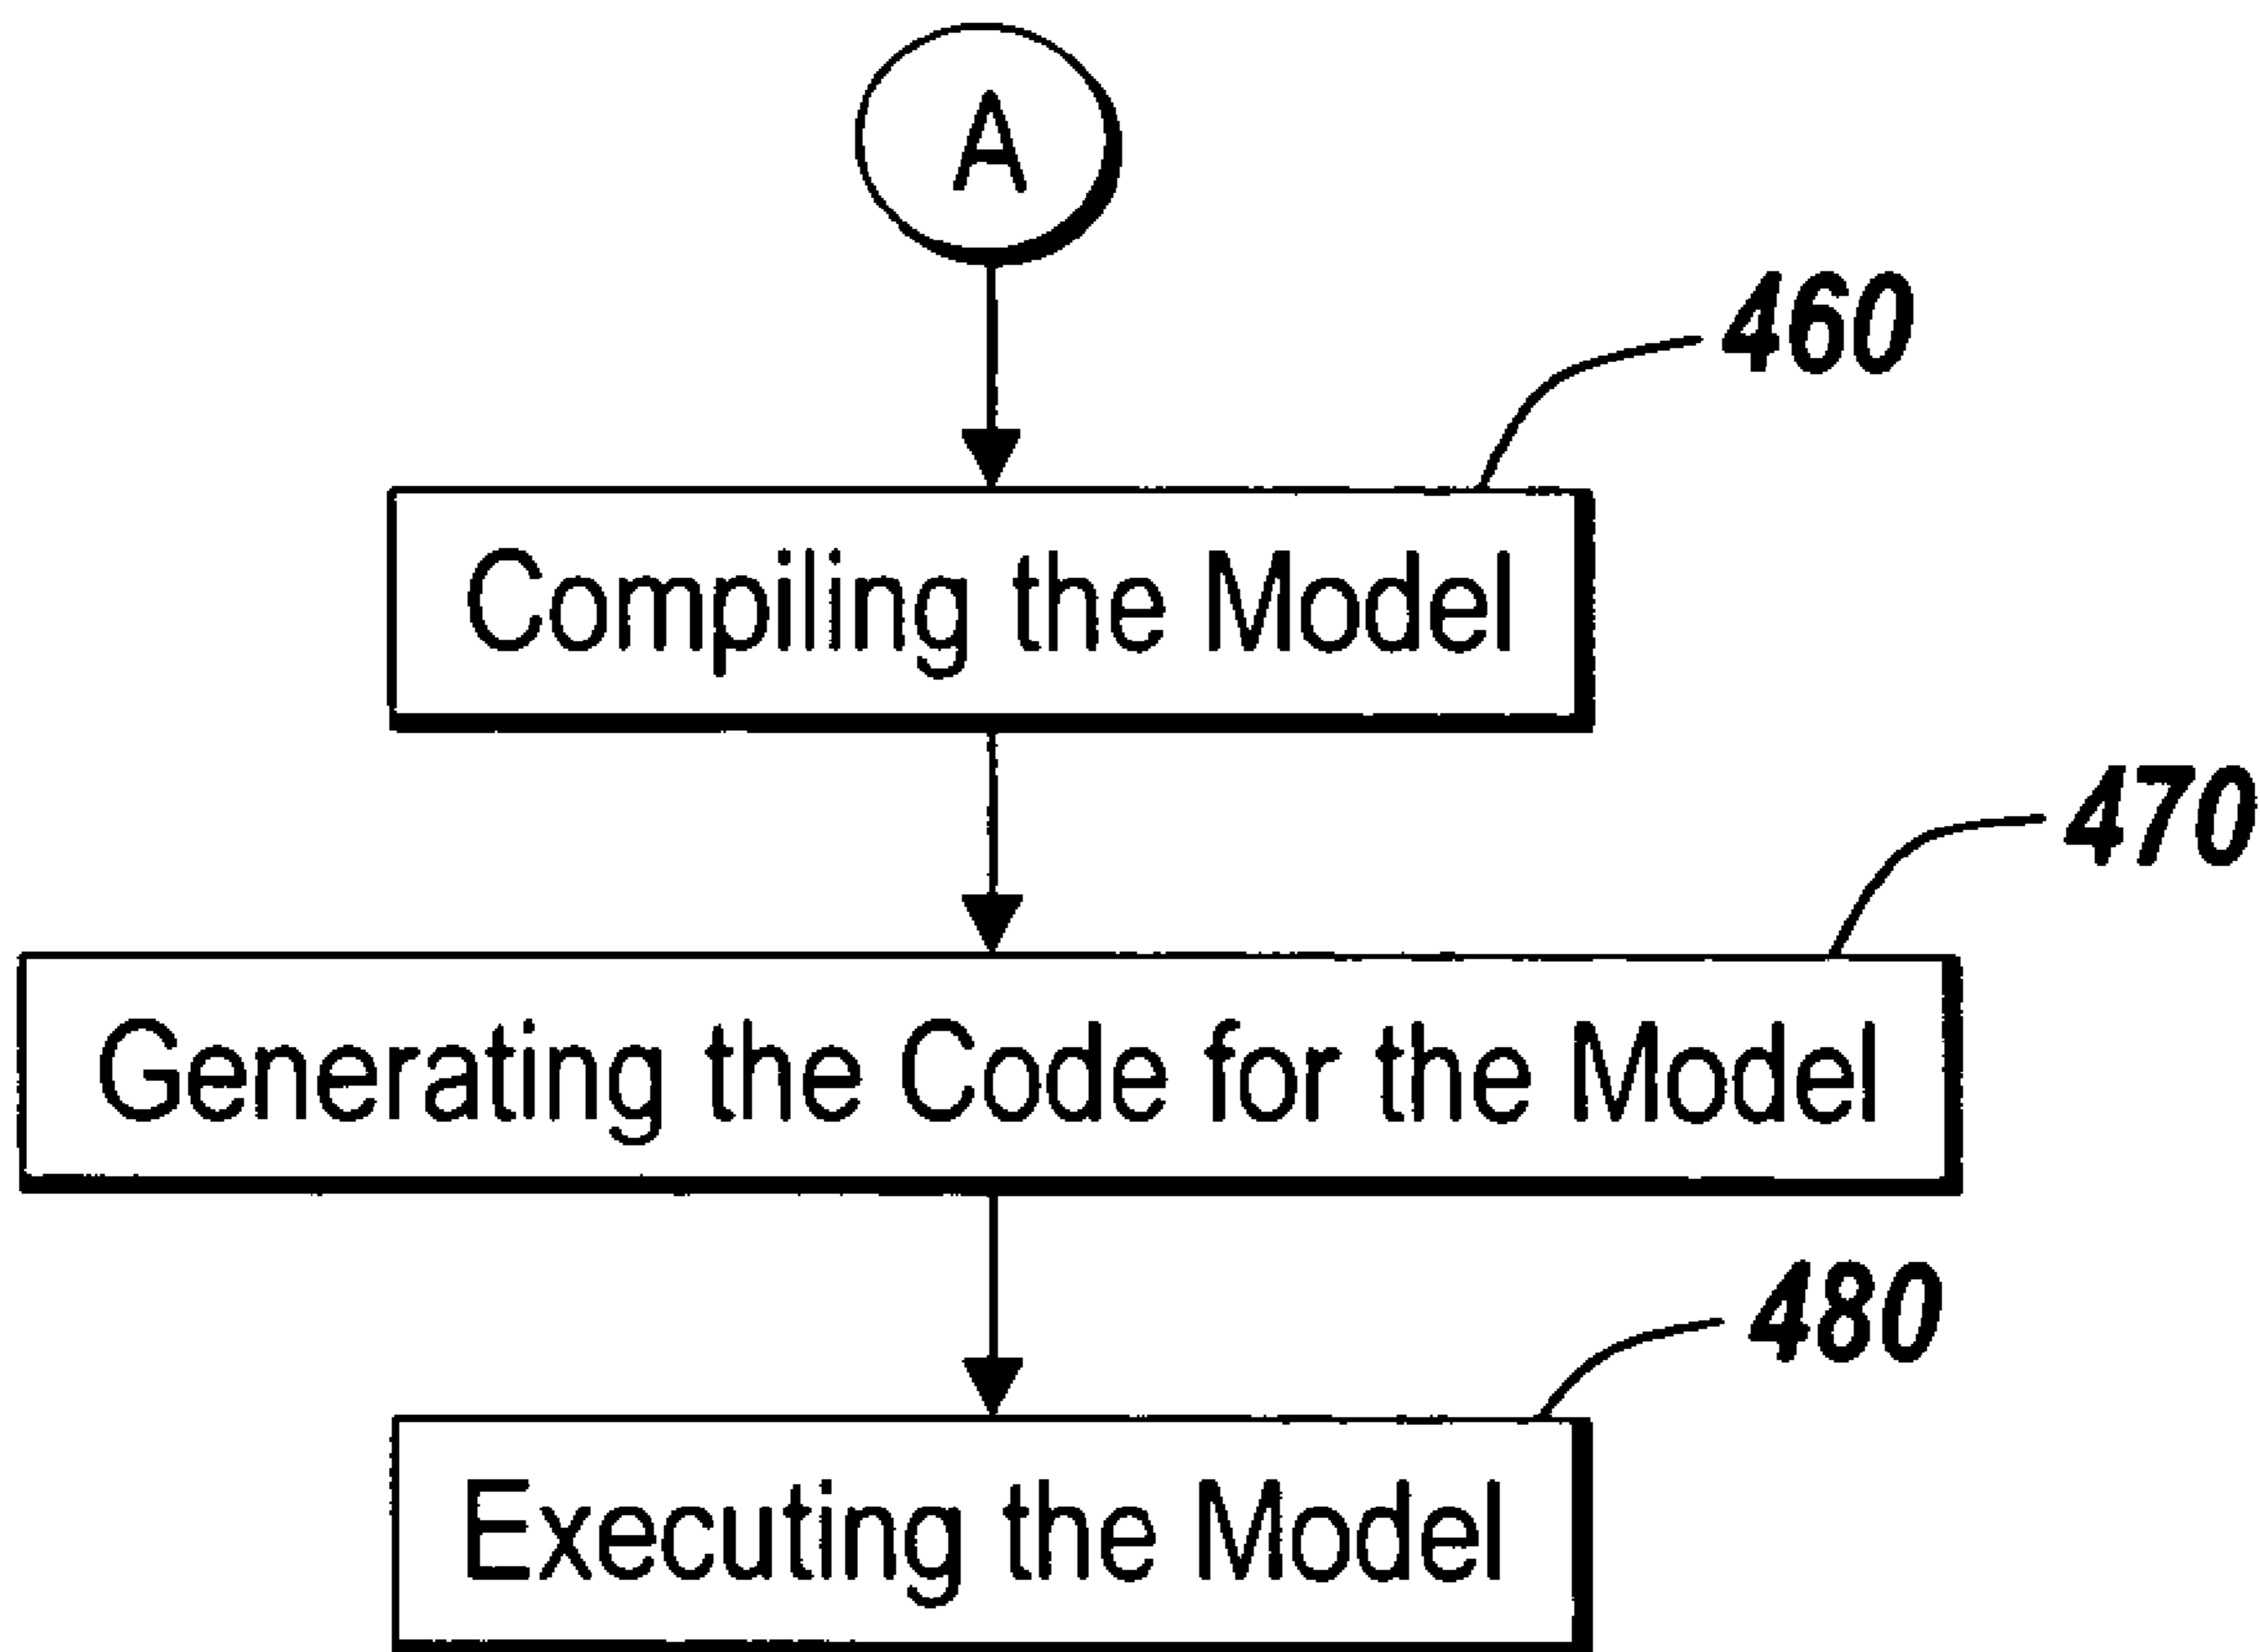 A
460
Compiling the Model
470
Generating the Code for the Model
480
Executing the Model